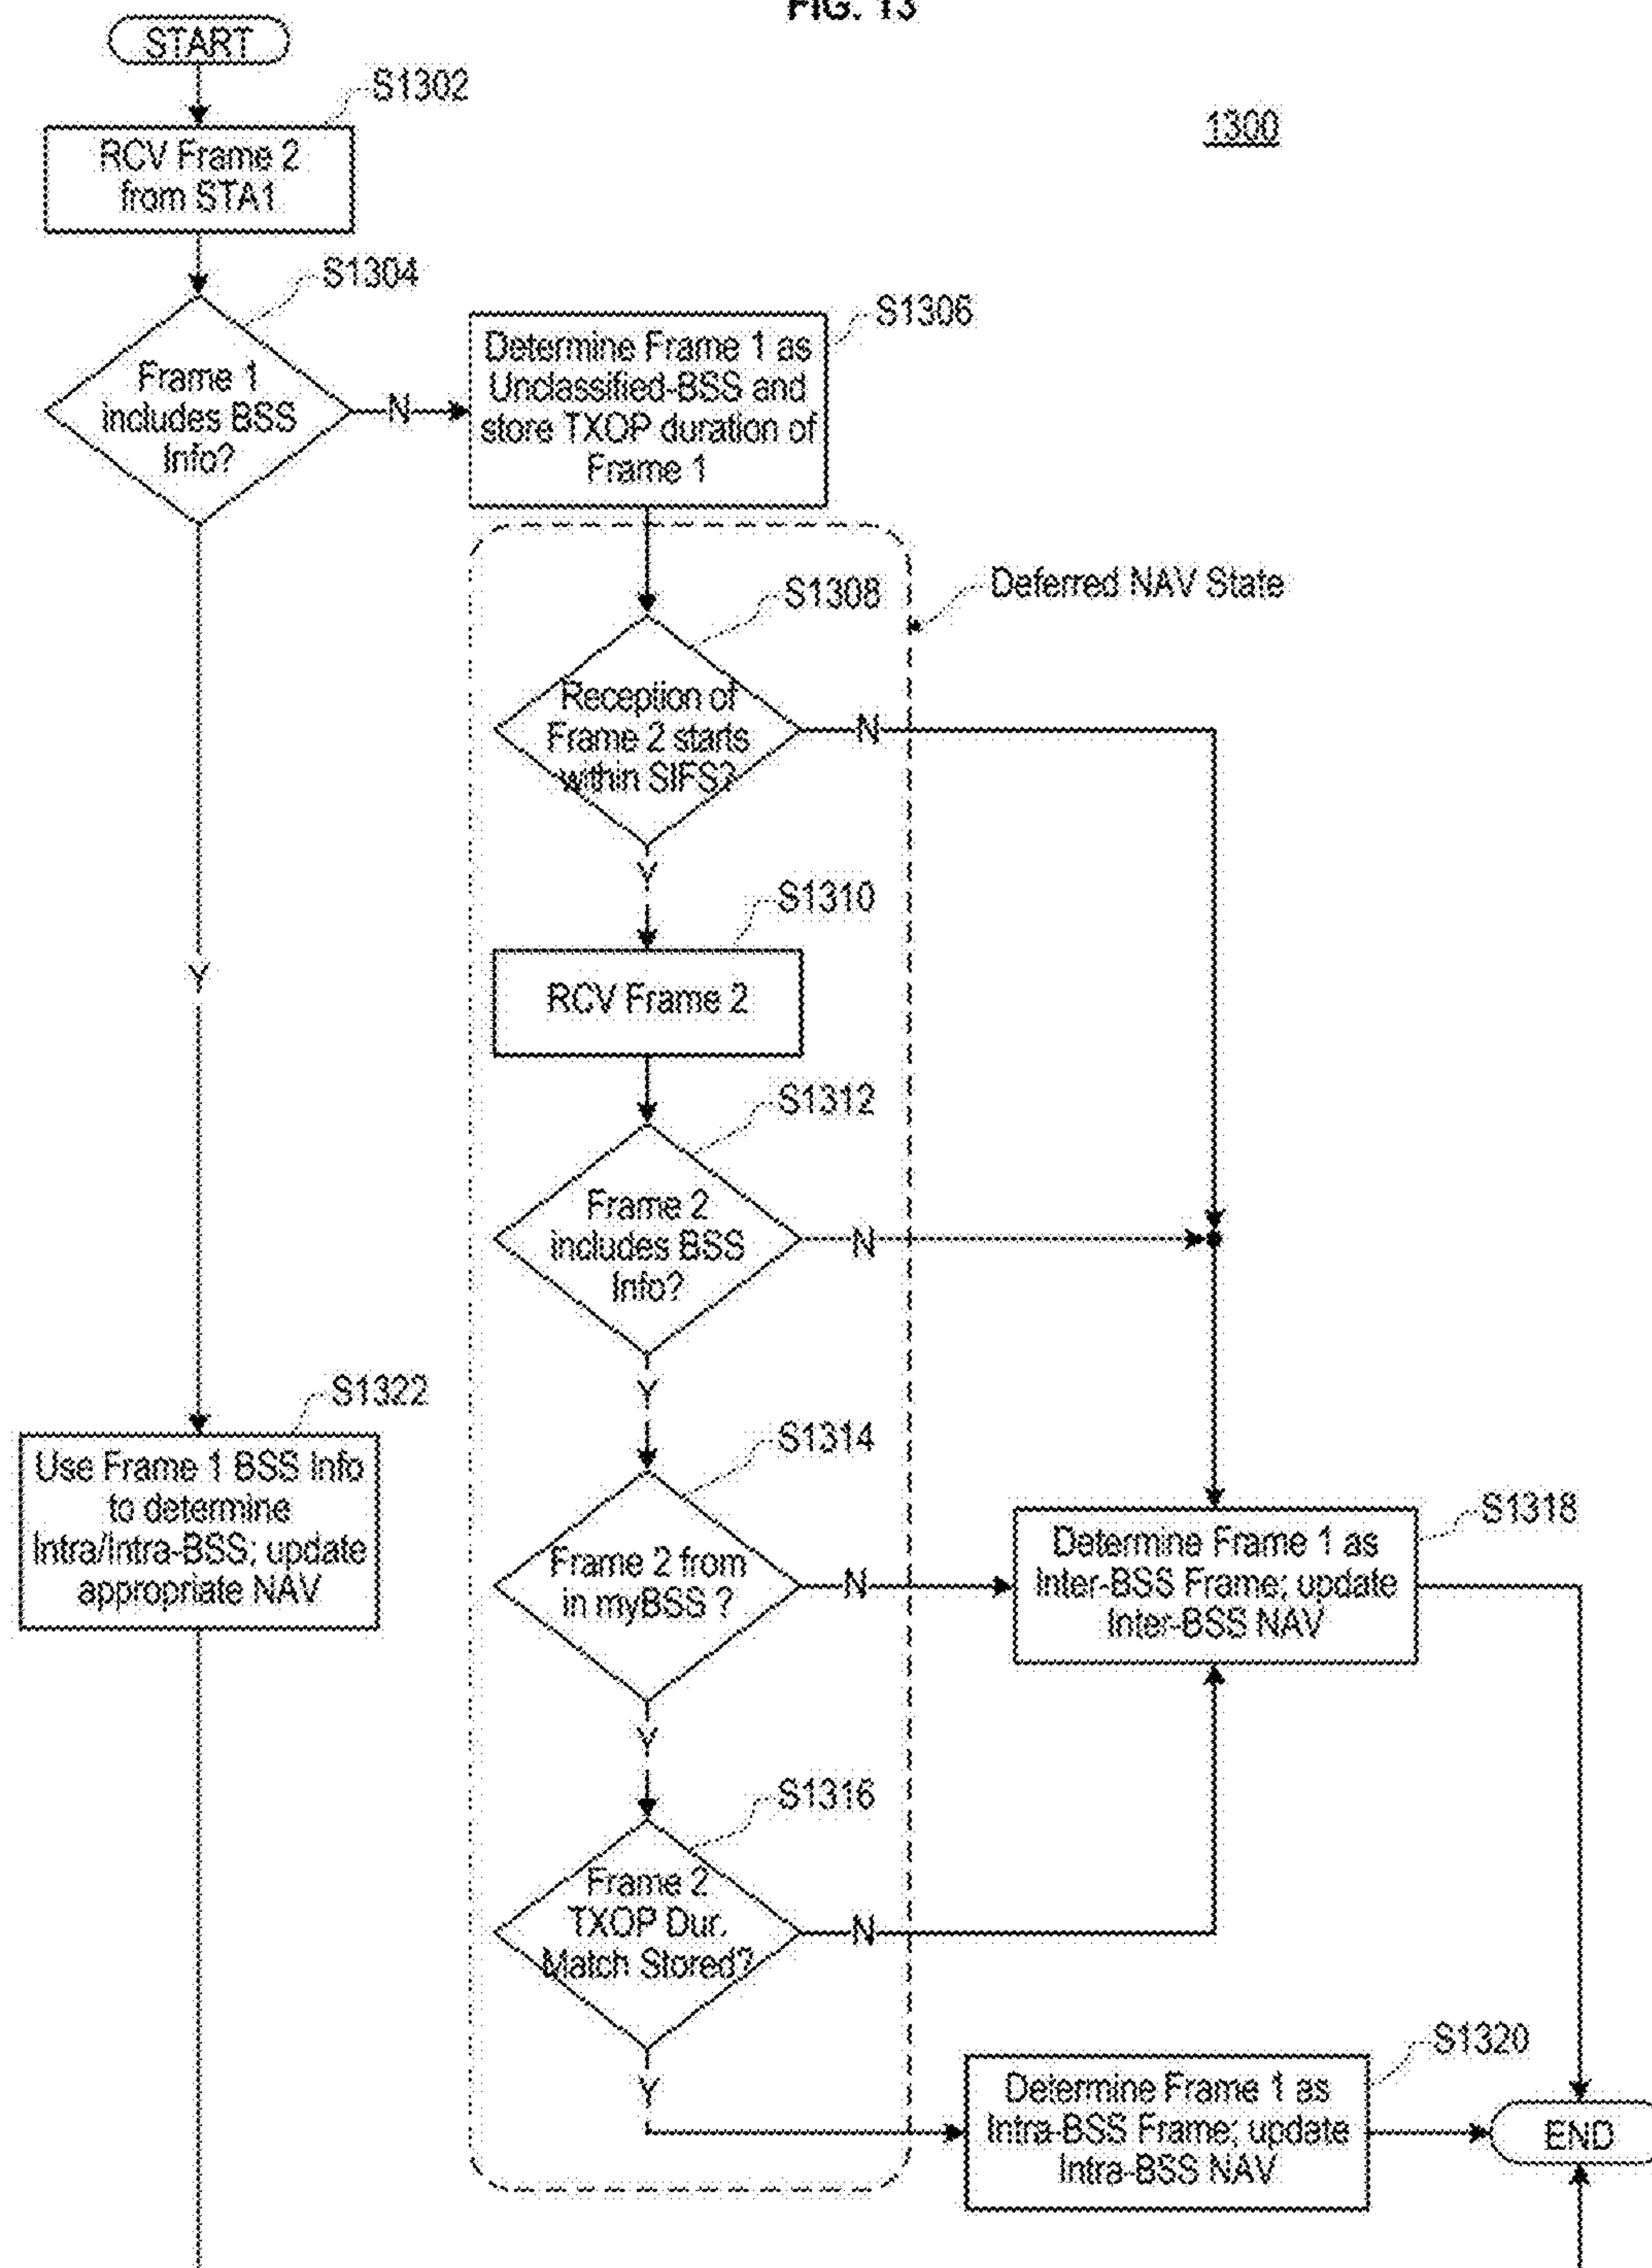 FIG. 13
START
S1302
1300
RCV Frame 2
from STA1
S1304
Frame 1
includes BSS
Info?
N
S1306
Determine Frame 1 as
Unclassified-BSS and
store TXOP duration of
Frame 1
Deferred NAV State
S1308
Reception of
Frame 2 starts
within SIFS?
N
Y
S1310
RCV Frame 2
Y
S1312
Frame 2
includes BSS
Info?
N
Y
S1322
Use Frame 1 BSS Info
to determine
Intra/Intra-BSS; update
appropriate NAV
S1314
Frame 2 from
in myBSS ?
N
S1318
Determine Frame 1 as
Inter-BSS Frame; update
Inter-BSS NAV
Y
S1316
Frame 2
TXOP Dur.
Match Stored?
N
Y
S1320
Determine Frame 1 as
Intra-BSS Frame; update
Intra-BSS NAV
END